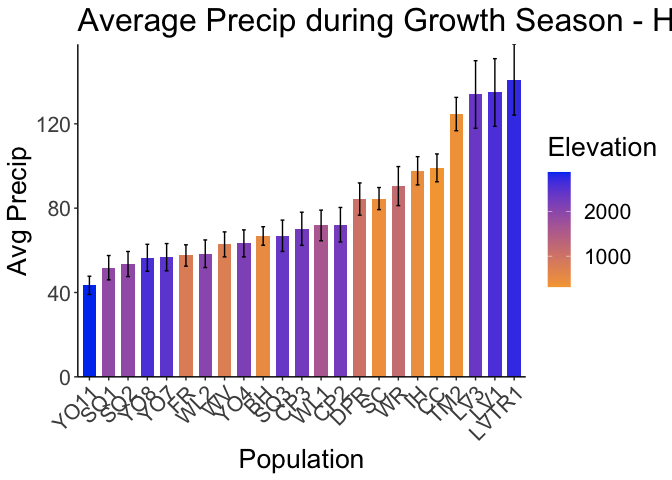 Average Precip during Growth Season - H
Avg Precip
120
80
40
0
Elevation
2000
1000
YO11
SQ1
SQ2
YO8
YO7
FR
WL2
WV
YO4
BH
SQ3
CP3
WL1
CP2
DPR
SC
WR
IH
CC
TM2
LV3
LV1
LVTR1
Population